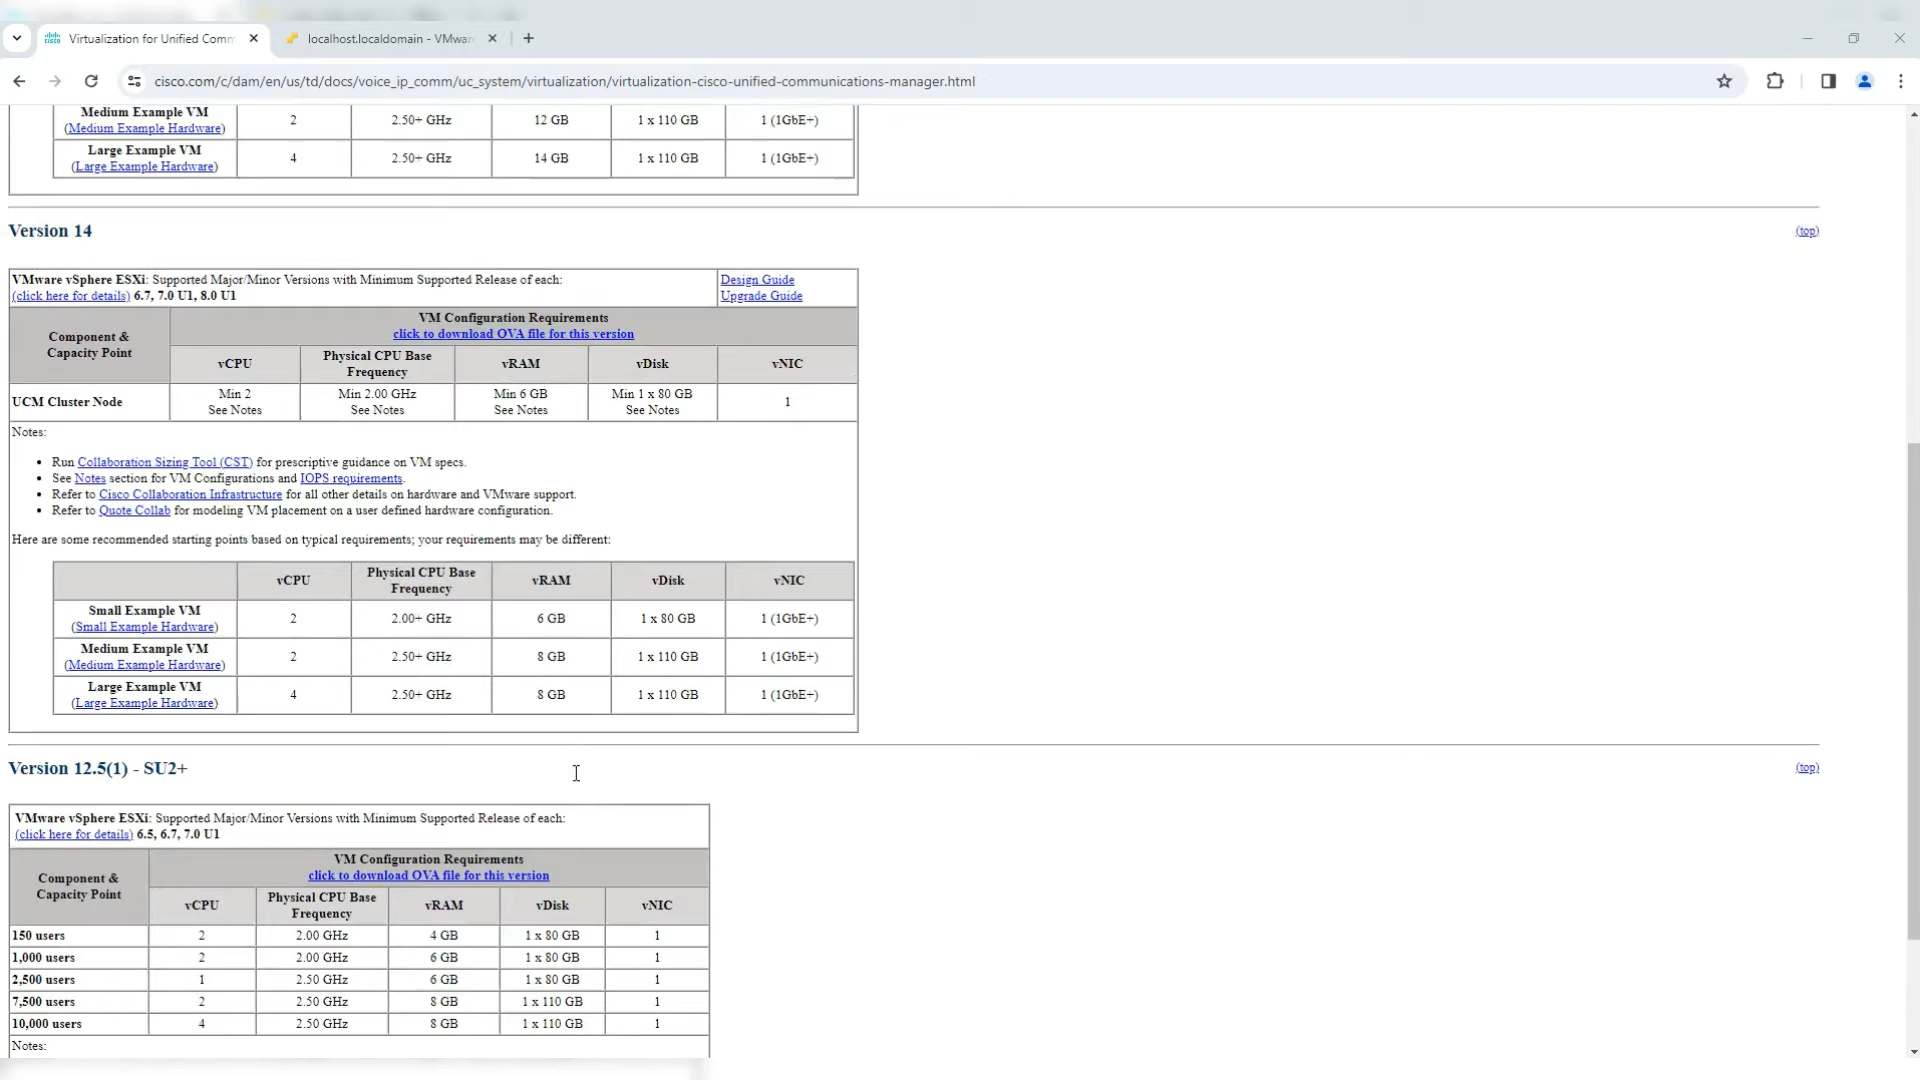 Virtualization for Unified Comm
localhost.localdomain - VMwar
cisco.com/c/dam/en/us/td/docs/voice_ip_comm/uc_system/virtualization/virtualization-cisco-unified-communications-manager.html
Medium Example VM
(Medium Example Hardware) 2 2.50+ GHz 12 GB 1 x 110 GB 1 (1GbE+)
Large Example VM
(Large Example Hardware) 4 2.50+ GHz 14 GB 1 x 110 GB 1 (1GbE+)
Version 14 (top)
VMware vSphere ESXi: Supported Major/Minor Versions with Minimum Supported Release of each:
(click here for details) 6.7, 7.0 U1, 8.0 U1
Design Guide
Upgrade Guide
Component &
Capacity Point
VM Configuration Requirements
click to download OVA file for this version
vCPU
Physical CPU Base
Frequency
vRAM
vDisk
vNIC
UCM Cluster Node
Min 2
See Notes
Min 2.00 GHz
See Notes
Min 6 GB
See Notes
Min 1 x 80 GB
See Notes
1
Notes:
• Run Collaboration Sizing Tool (CST) for prescriptive guidance on VM specs.
• See Notes section for VM Configurations and IOPS requirements.
• Refer to Cisco Collaboration Infrastructure for all other details on hardware and VMware support.
• Refer to Quote Collab for modeling VM placement on a user defined hardware configuration.
Here are some recommended starting points based on typical requirements; your requirements may be different:
vCPU
Physical CPU Base
Frequency
vRAM
vDisk
vNIC
Small Example VM
(Small Example Hardware) 2 2.00+ GHz 6 GB 1 x 80 GB 1 (1GbE+)
Medium Example VM
(Medium Example Hardware) 2 2.50+ GHz 8 GB 1 x 110 GB 1 (1GbE+)
Large Example VM
(Large Example Hardware) 4 2.50+ GHz 8 GB 1 x 110 GB 1 (1GbE+)
Version 12.5(1) - SU2+ (top)
VMware vSphere ESXi: Supported Major/Minor Versions with Minimum Supported Release of each:
(click here for details) 6.5, 6.7, 7.0 U1
Component &
Capacity Point
VM Configuration Requirements
click to download OVA file for this version
vCPU
Physical CPU Base
Frequency
vRAM
vDisk
vNIC
150 users 2 2.00 GHz 4 GB 1 x 80 GB 1
1,000 users 2 2.00 GHz 6 GB 1 x 80 GB 1
2,500 users 1 2.50 GHz 6 GB 1 x 80 GB 1
7,500 users 2 2.50 GHz 8 GB 1 x 110 GB 1
10,000 users 4 2.50 GHz 8 GB 1 x 110 GB 1
Notes: